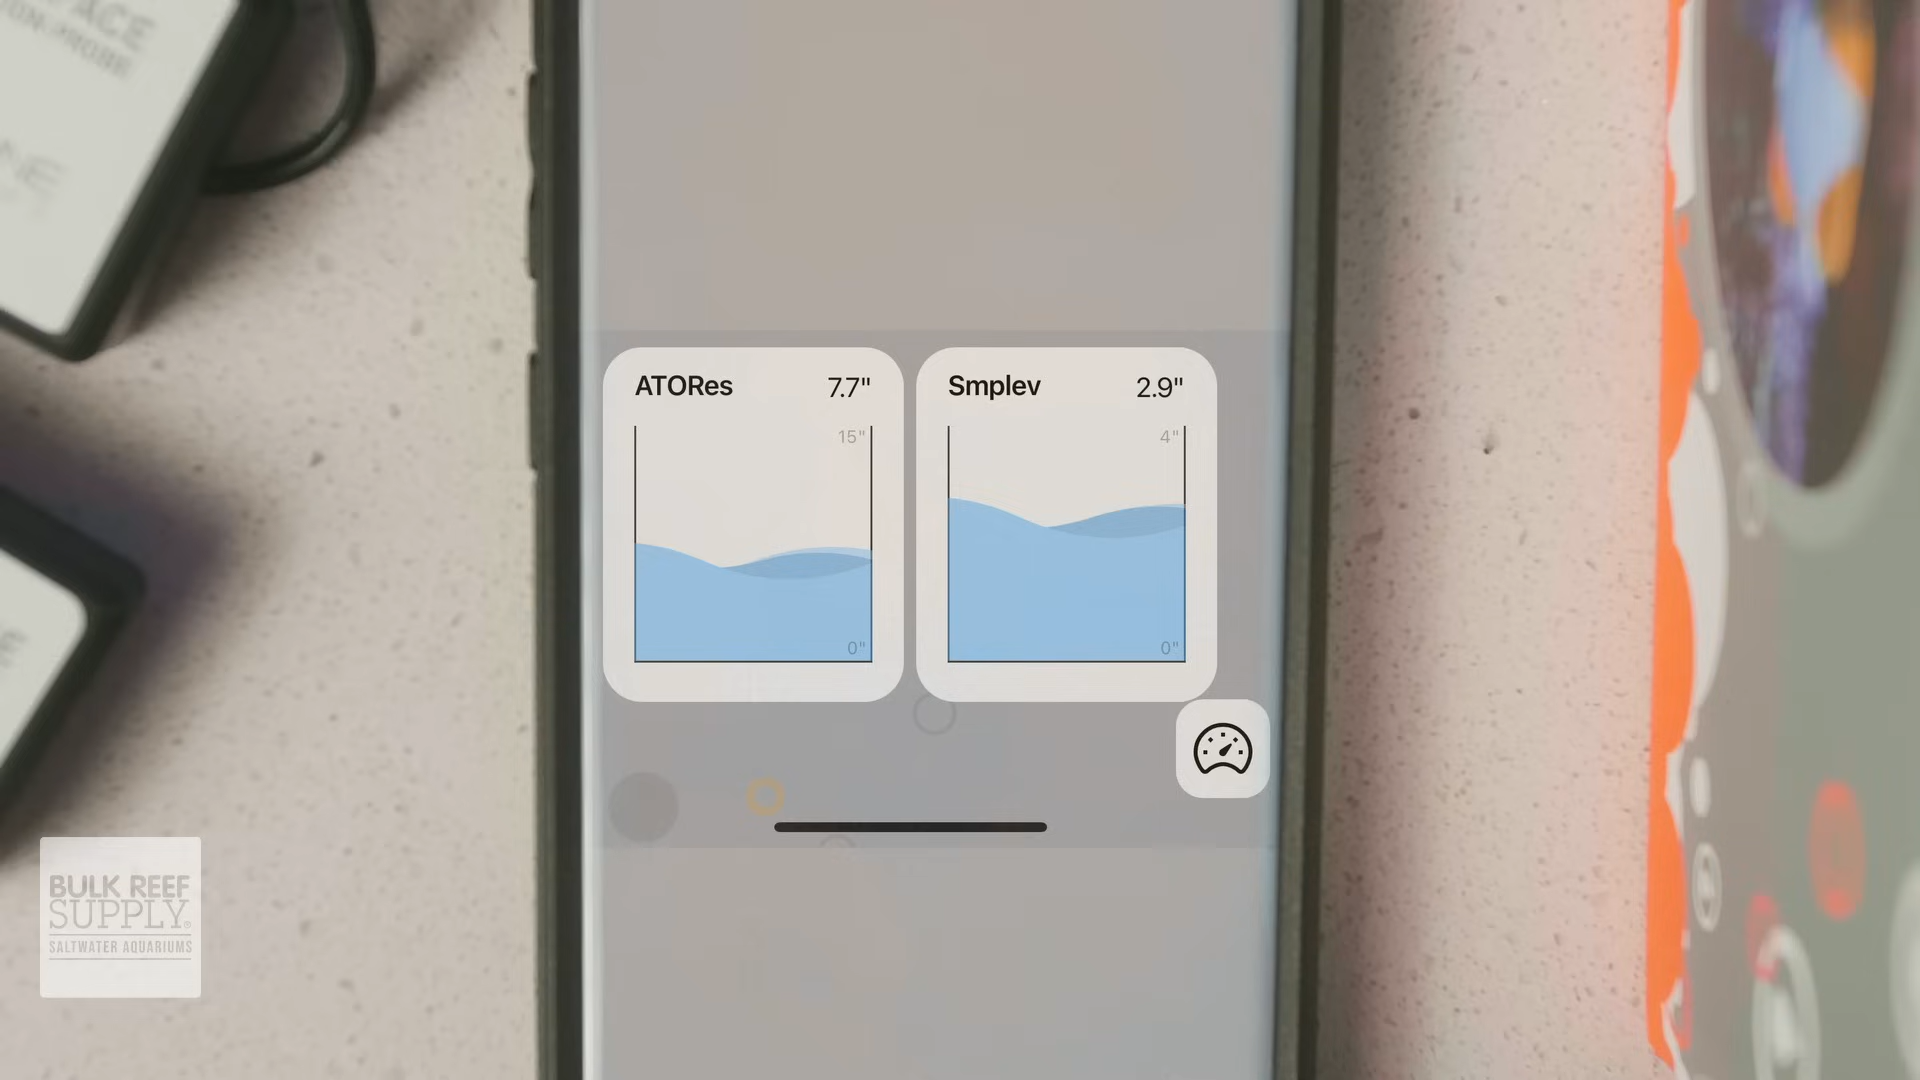 ATORes 7.7"
15"
0"
Smplev 2.9"
4"
0"
BULK REEF
SUPPLY®
SALTWATER AQUARIUMS